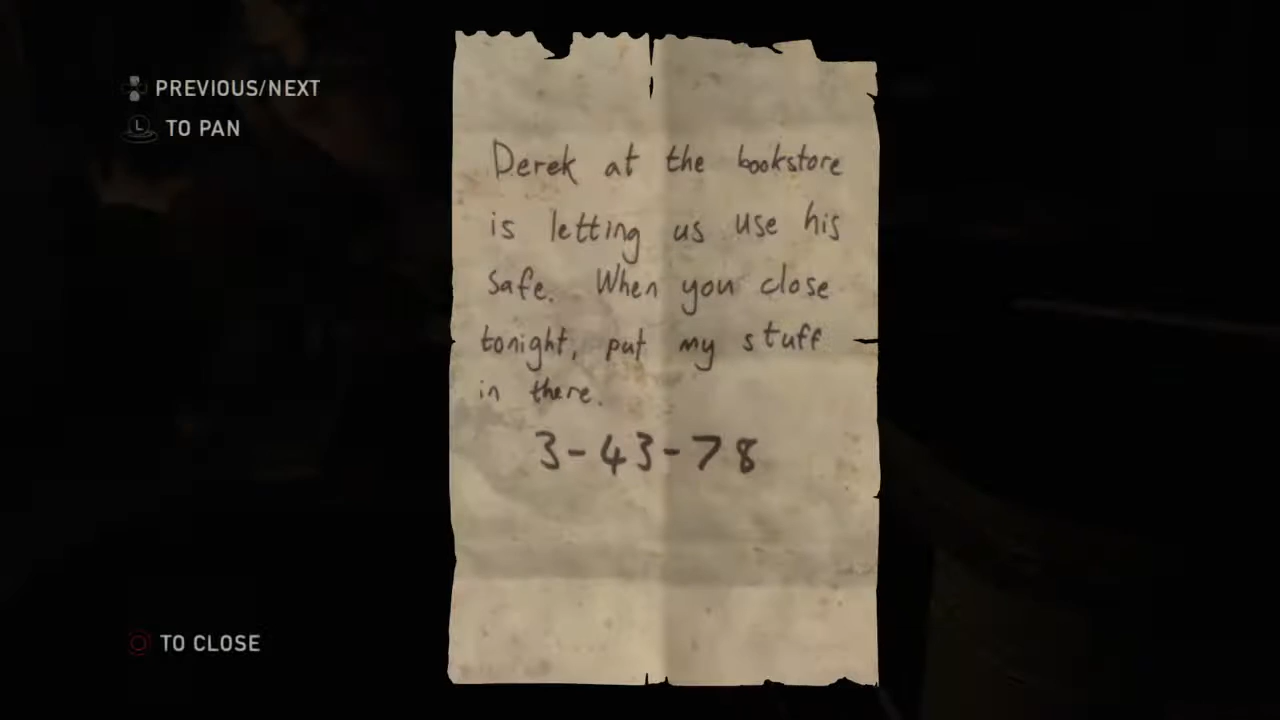 PREVIOUS/NEXT
L TO PAN
Derek at the bookstore
is letting us use his
safe. When you close
tonight, put my stuff
in there.
3-43-78
TO CLOSE